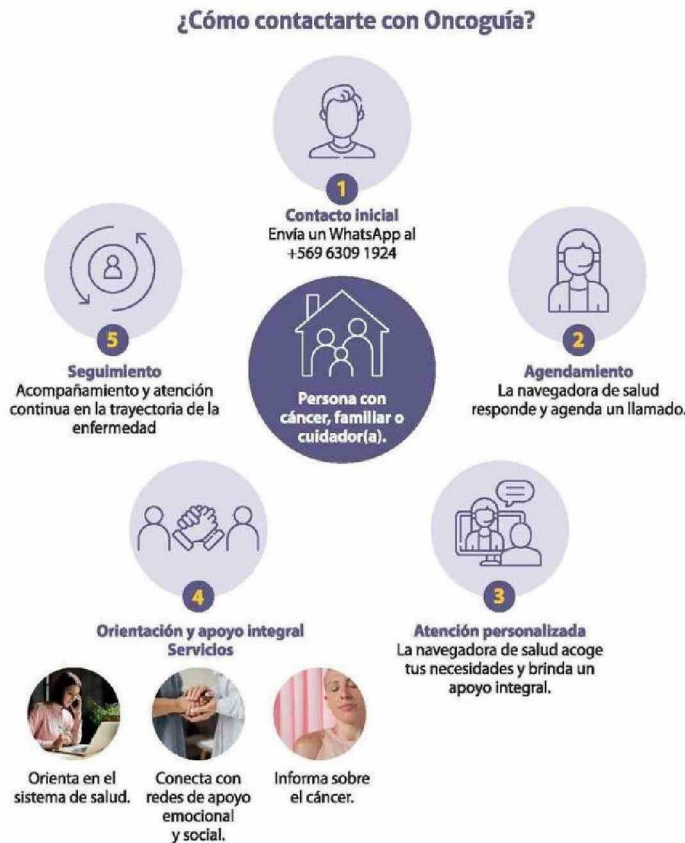 ¿Cómo contactarte con Oncoguía?
1
Contacto inicial
Envía un WhatsApp al
+569 6309 1924
2
Agendamiento
La navegadora de salud
responde y agenda un llamado.
3
Atención personalizada
La navegadora de salud acoge
tus necesidades y brinda un
apoyo integral.
4
Orientación y apoyo integral
Servicios
Orienta en el
sistema de salud.
Conecta con
redes de apoyo
emocional
y social.
Informa sobre
el cáncer.
5
Seguimiento
Acompañamiento y atención
continua en la trayectoria de la
enfermedad
Persona con
cáncer, familiar o
cuidador(a).